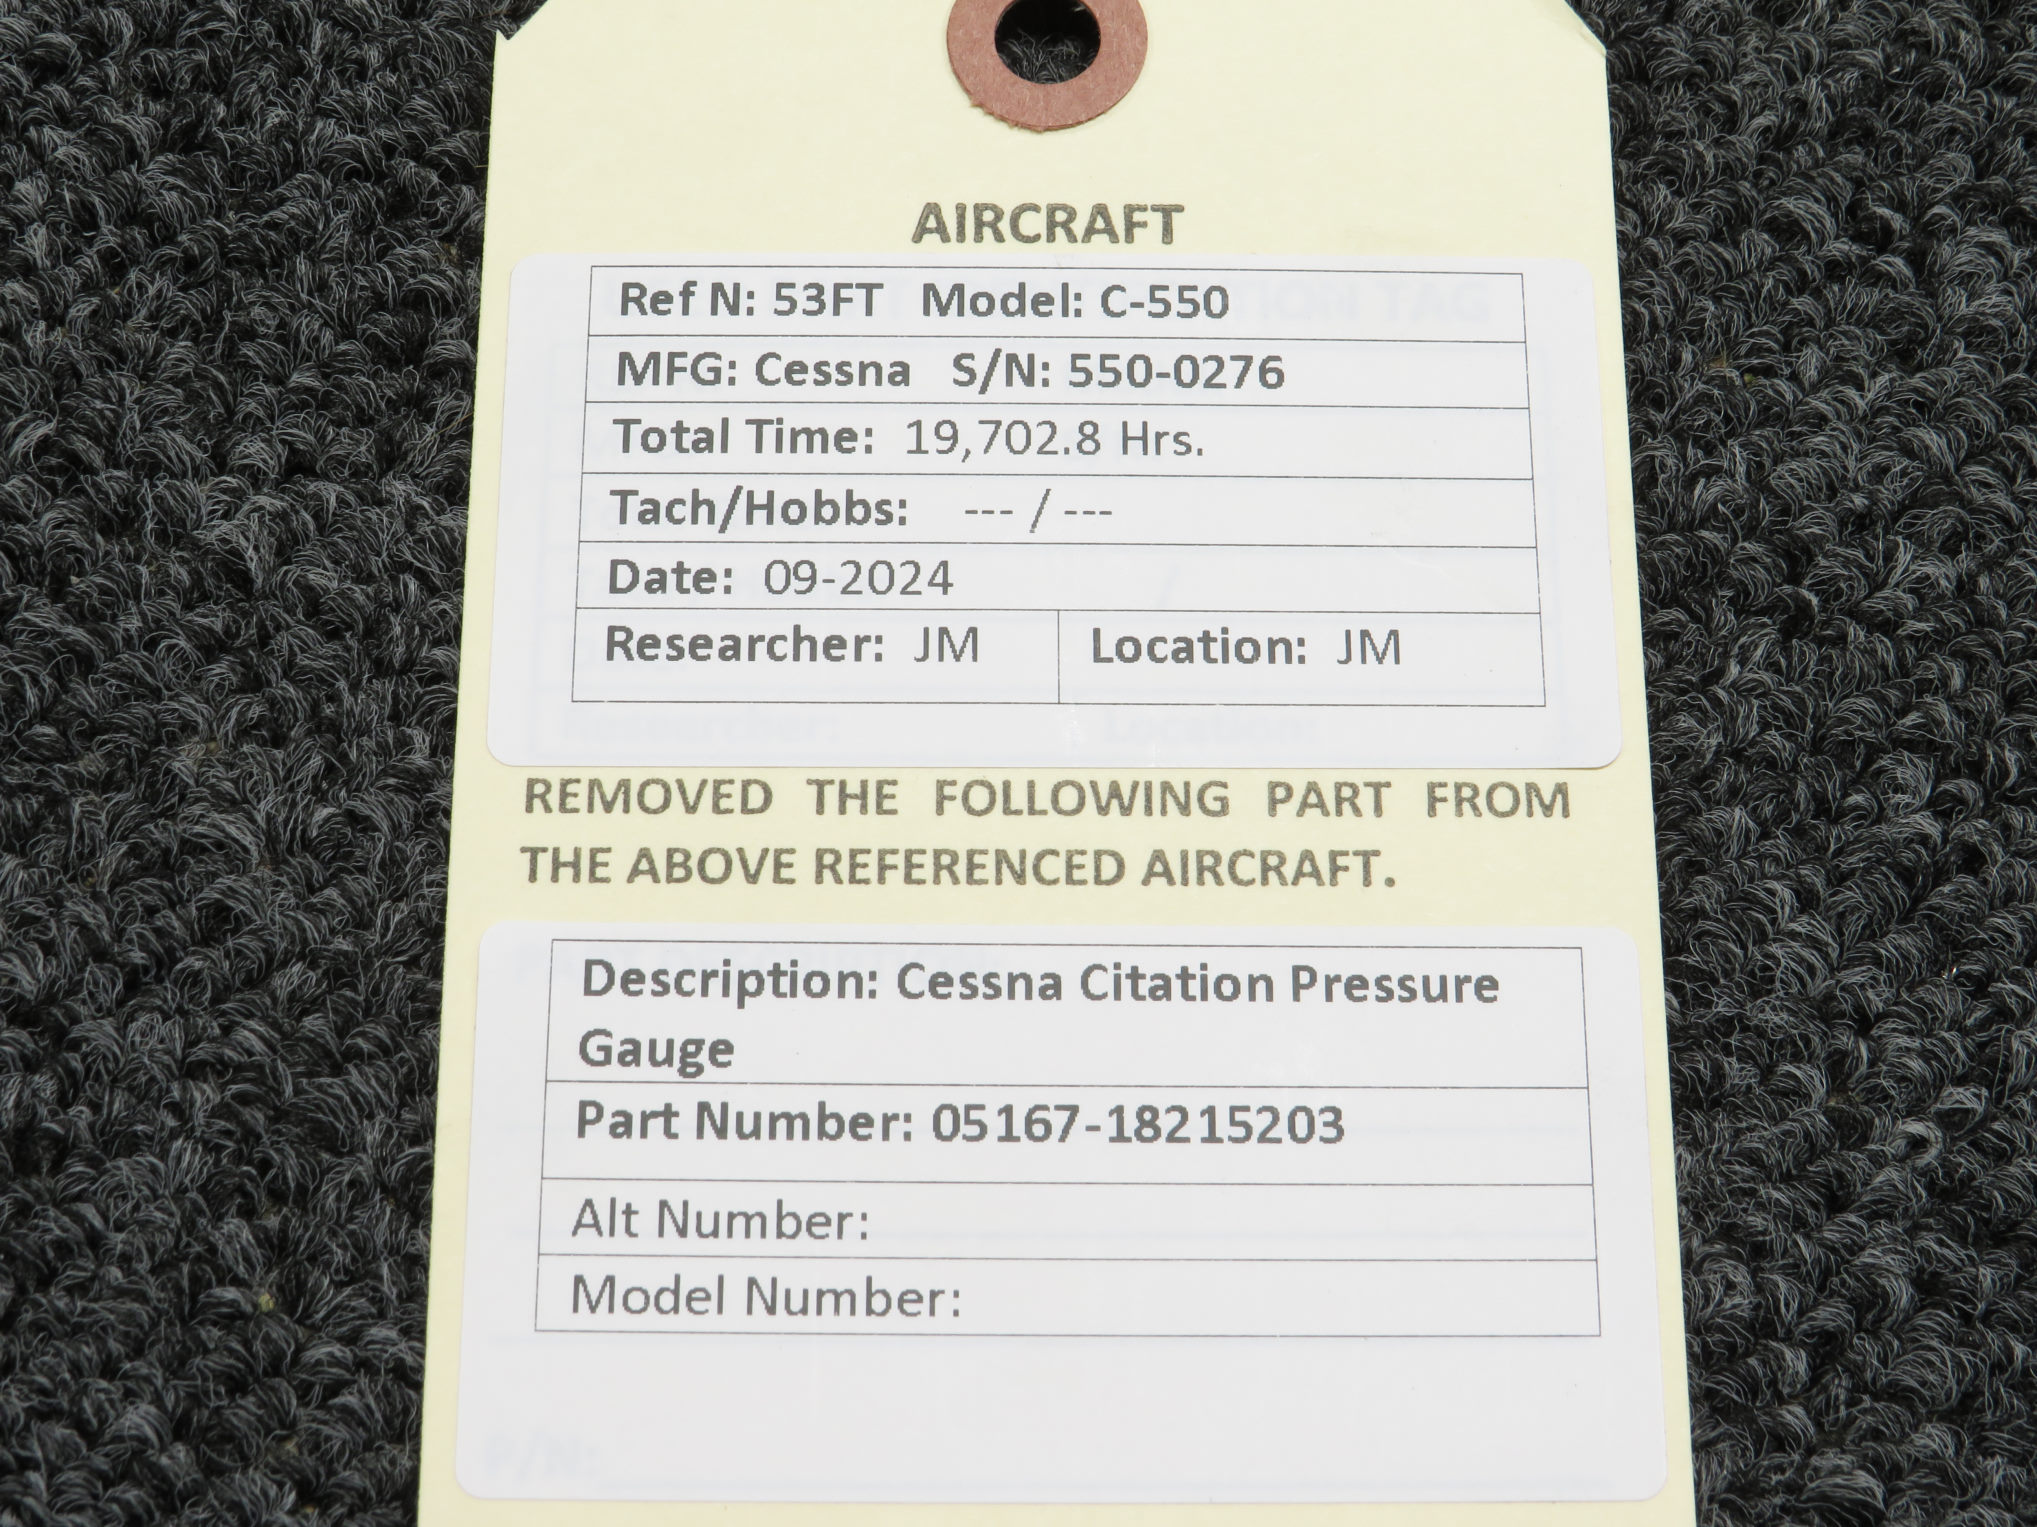 AIRCRAFT
Ref N: 53FT Model: C-550
MFG: Cessna S/N: 550-0276
Total Time: 19,702.8 Hrs.
Tach/Hobbs: --- / ---
Date: 09-2024
Researcher: JM Location: JM
Researcher: Location:
REMOVED THE FOLLOWING PART FROM
THE ABOVE REFERENCED AIRCRAFT.
Description: Cessna Citation Pressure
Gauge
Part Number: 05167-18215203
Alt Number:
Model Number:
P/N: